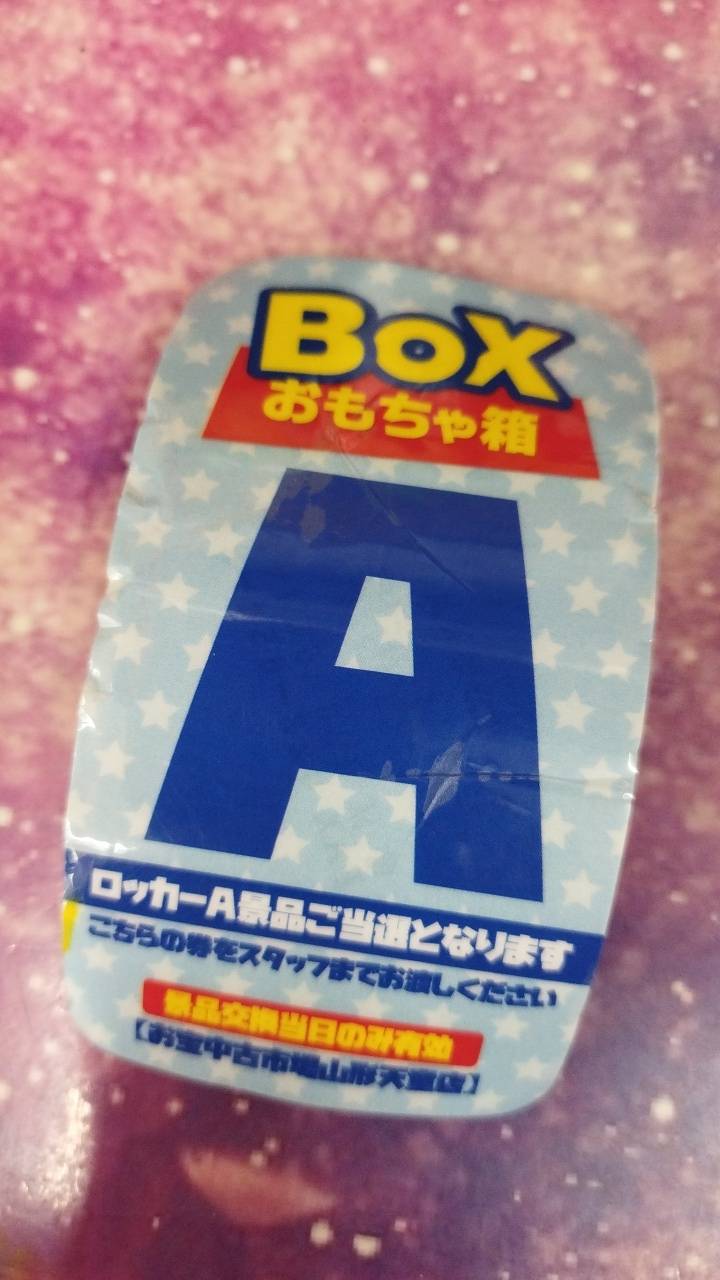 BOX
おもちゃ箱
A
ロッカーA景品ご当選となります
こちらの券をスタッフまでお渡しください
景品交換当日のみ有効
【お宝中古市場山形天童店】